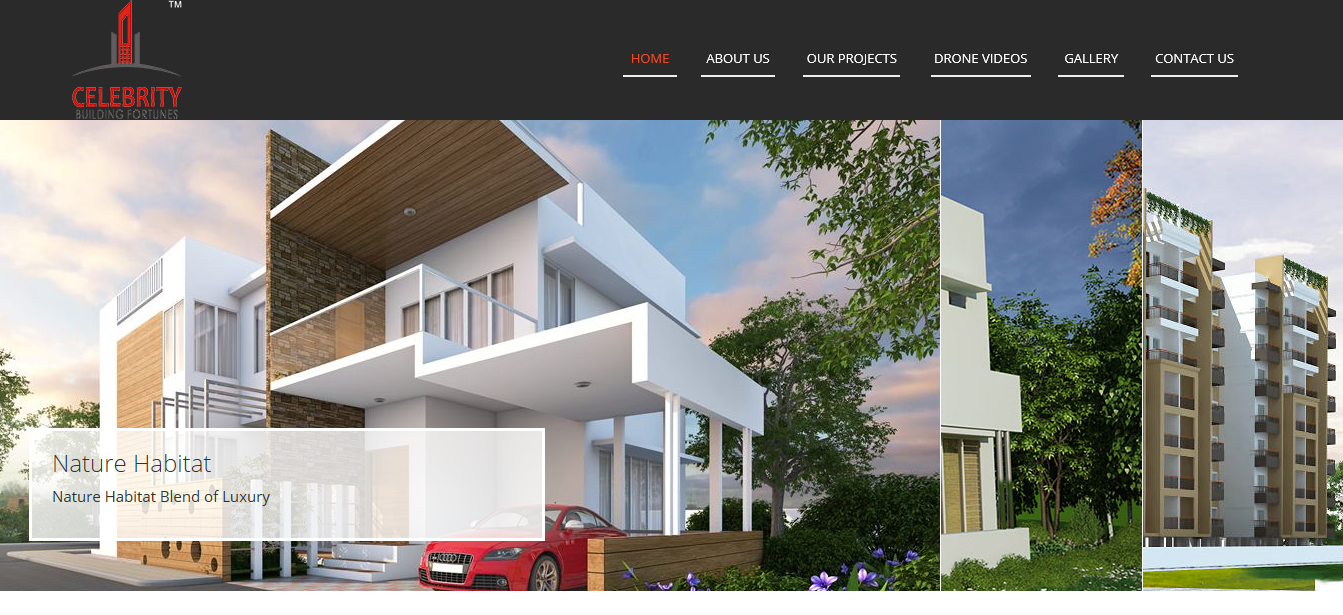 TM
CELEBRITY
BUILDING FORTUNES
HOME ABOUT US OUR PROJECTS DRONE VIDEOS GALLERY CONTACT US
Nature Habitat
Nature Habitat Blend of Luxury